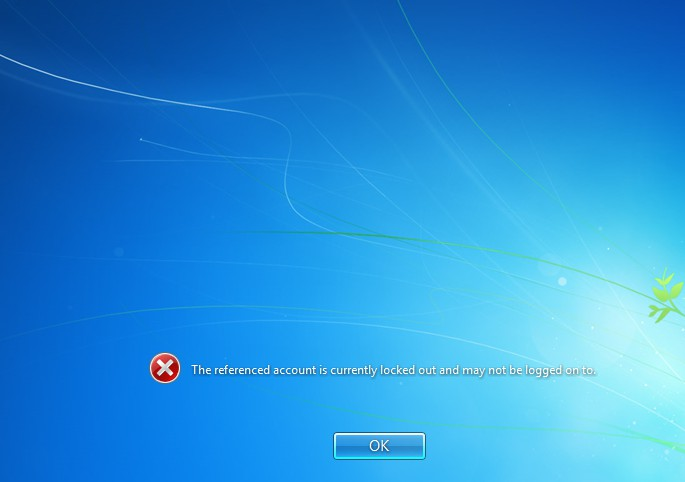 The referenced account is currently locked out and may not be logged on to.
OK